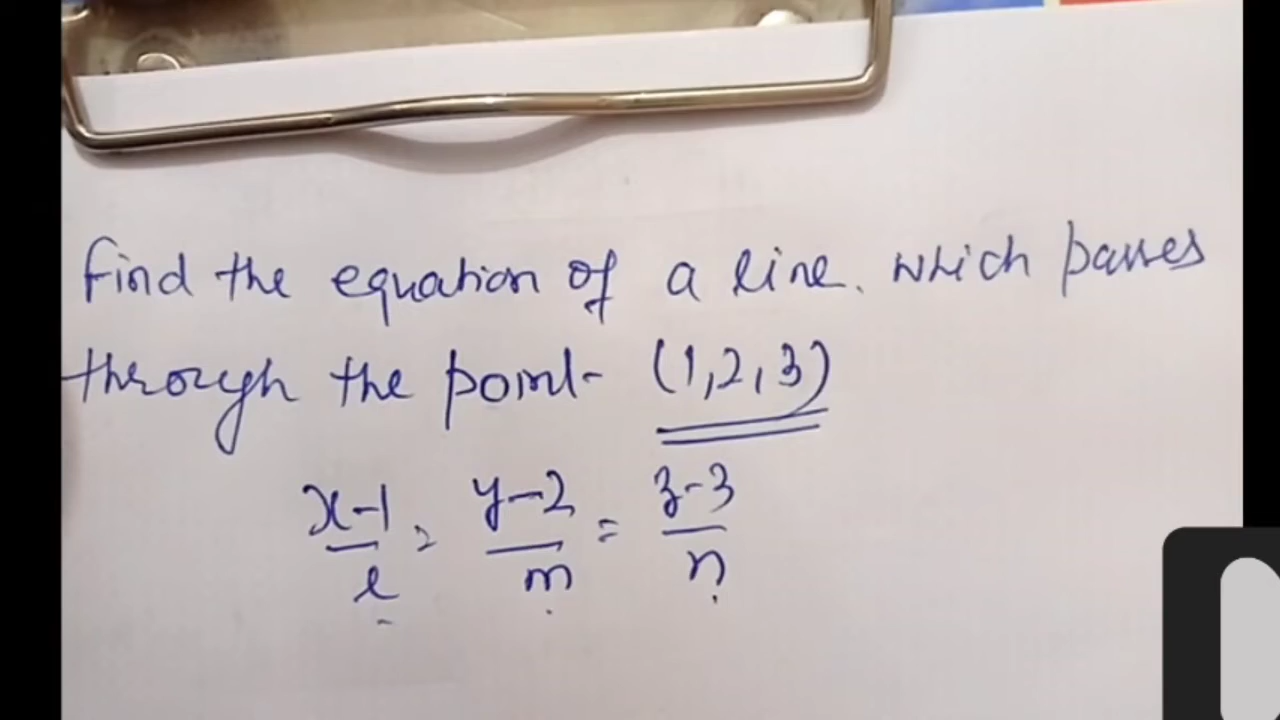 find the equation of a line. which passes
through the point- (1,2,3)
x-1/l = y-2/m = z-3/n